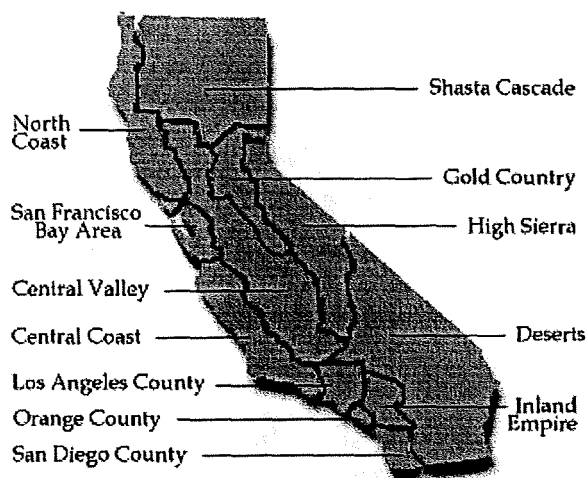 Shasta Cascade
North
Coast
Gold Country
San Francisco
Bay Area
High Sierra
Central Valley
Central Coast
Deserts
Los Angeles County
Inland
Empire
Orange County
San Diego County